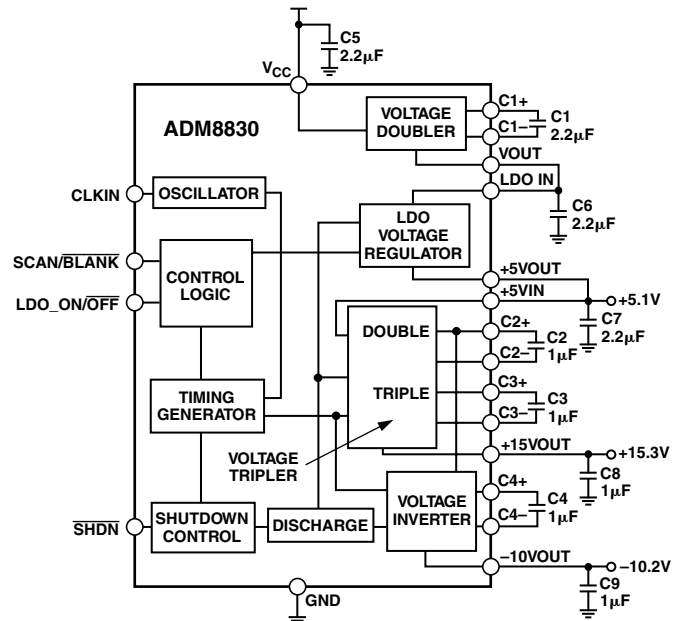 C5
2.2µF
VCC
ADM8830
VOLTAGE
DOUBLER
C1+
C1–
C1
2.2µF
VOUT
LDO IN
CLKIN
OSCILLATOR
C6
2.2µF
LDO
VOLTAGE
REGULATOR
SCAN/BLANK
CONTROL
LOGIC
LDO_ON/OFF
+5VOUT
+5VIN
+5.1V
C7
2.2µF
DOUBLE
C2+
C2–
C2
1µF
TRIPLE
C3+
C3–
C3
1µF
TIMING
GENERATOR
VOLTAGE
TRIPLER
+15VOUT
+15.3V
C8
1µF
C4+
C4–
C4
1µF
VOLTAGE
INVERTER
SHDN
SHUTDOWN
CONTROL
DISCHARGE
–10VOUT
–10.2V
C9
1µF
GND